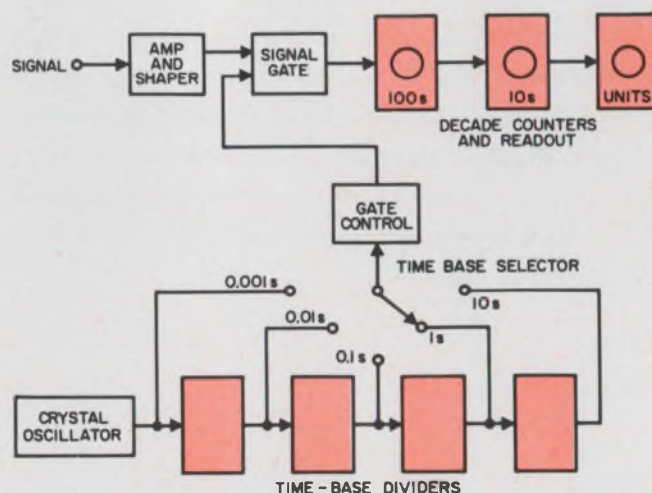 SIGNAL
AMP
AND
SHAPER
SIGNAL
GATE
100s
10s
UNITS
DECADE COUNTERS
AND READOUT
GATE
CONTROL
TIME BASE SELECTOR
0.001s
0.01s
0.1s
1s
10s
CRYSTAL
OSCILLATOR
TIME-BASE DIVIDERS